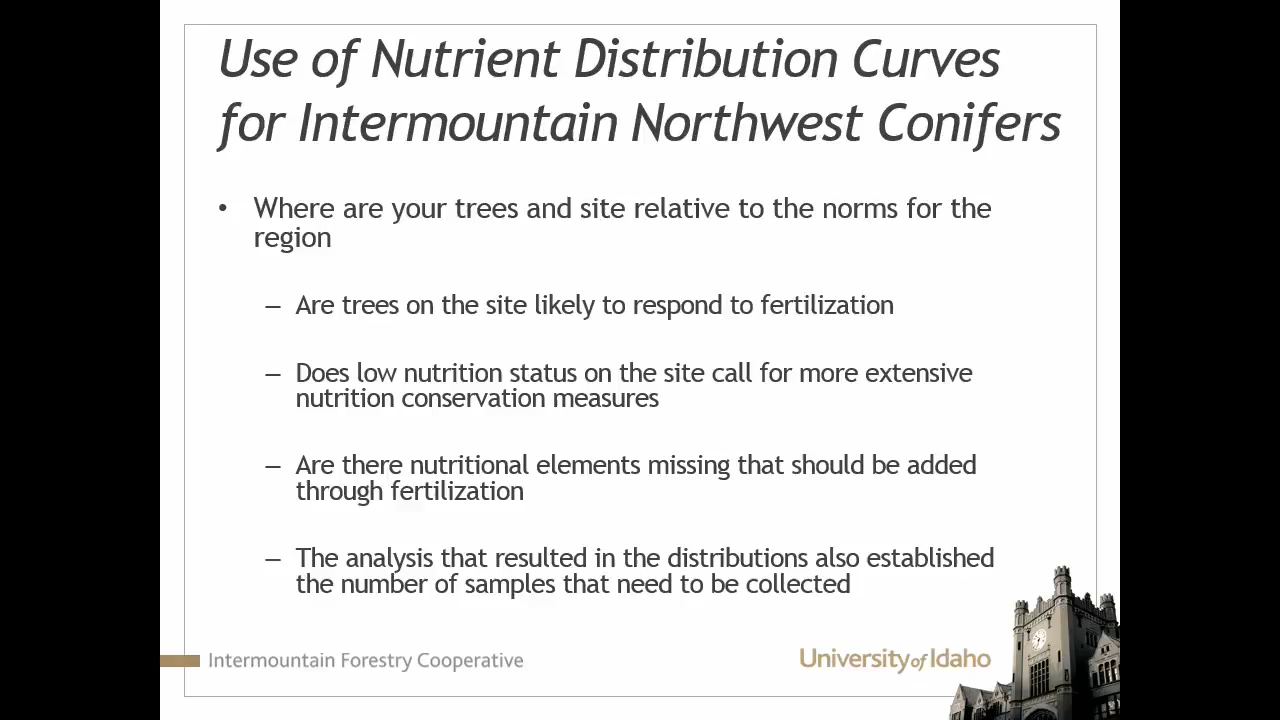 Use of Nutrient Distribution Curves
for Intermountain Northwest Conifers
• Where are your trees and site relative to the norms for the
region
– Are trees on the site likely to respond to fertilization
– Does low nutrition status on the site call for more extensive
nutrition conservation measures
– Are there nutritional elements missing that should be added
through fertilization
– The analysis that resulted in the distributions also established
the number of samples that need to be collected
Intermountain Forestry Cooperative
University of Idaho